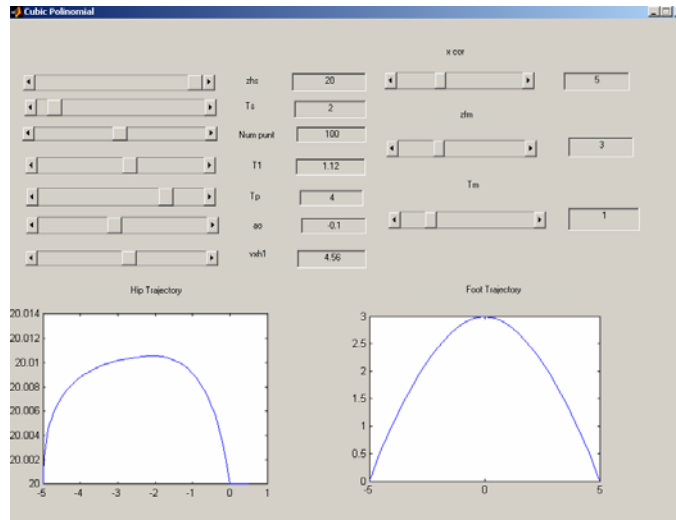 Cubic Polinomial
x cor
zhs 20
5
Ts 2
zfm
Num punt 100
3
T1 1.12
Tm
Tp 4
1
ao -0.1
vxh1 4.56
Hip Trajectory
Foot Trajectory
20.014
20.012
20.01
20.008
20.006
20.004
20.002
20
-5 -4 -3 -2 -1 0 1
3
2.5
2
1.5
1
0.5
0
-5 0 5